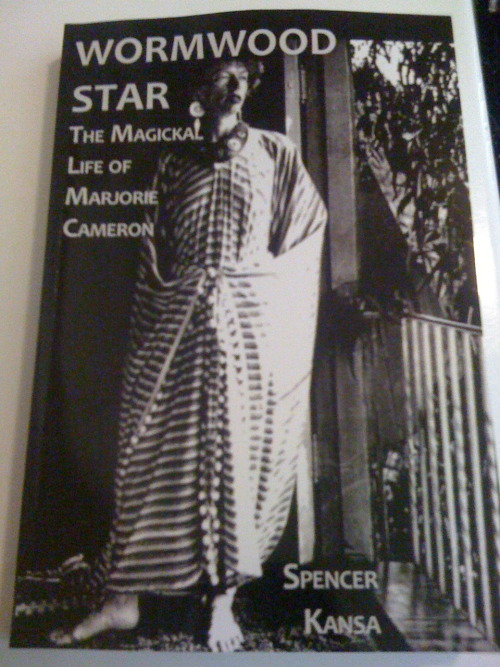 WORMWOOD
STAR
THE MAGICKAL
LIFE OF
MARJORIE
CAMERON
SPENCER
KANSA